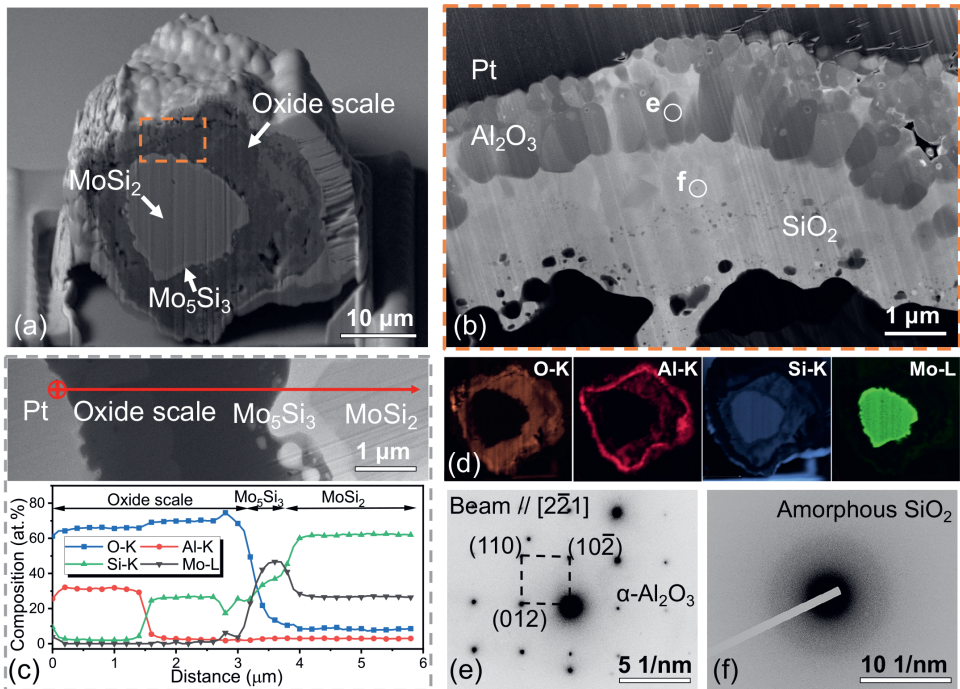 Oxide scale
MoSi₂
Mo₅Si₃
(a)
10 µm
Pt
Al₂O₃
e
f
SiO₂
(b)
1 µm
Pt
Oxide scale
Mo₅Si₃
MoSi₂
1 µm
Oxide scale
Mo₅Si₃
MoSi₂
Composition (at.%)
80
60
40
20
0
O-K
Al-K
Si-K
Mo-L
0
1
2
3
4
5
6
Distance (µm)
(c)
O-K
Al-K
Si-K
Mo-L
(d)
Beam // [22̄1]
(110)
(102̄)
(012)
α-Al₂O₃
(e)
5 1/nm
Amorphous SiO₂
(f)
10 1/nm